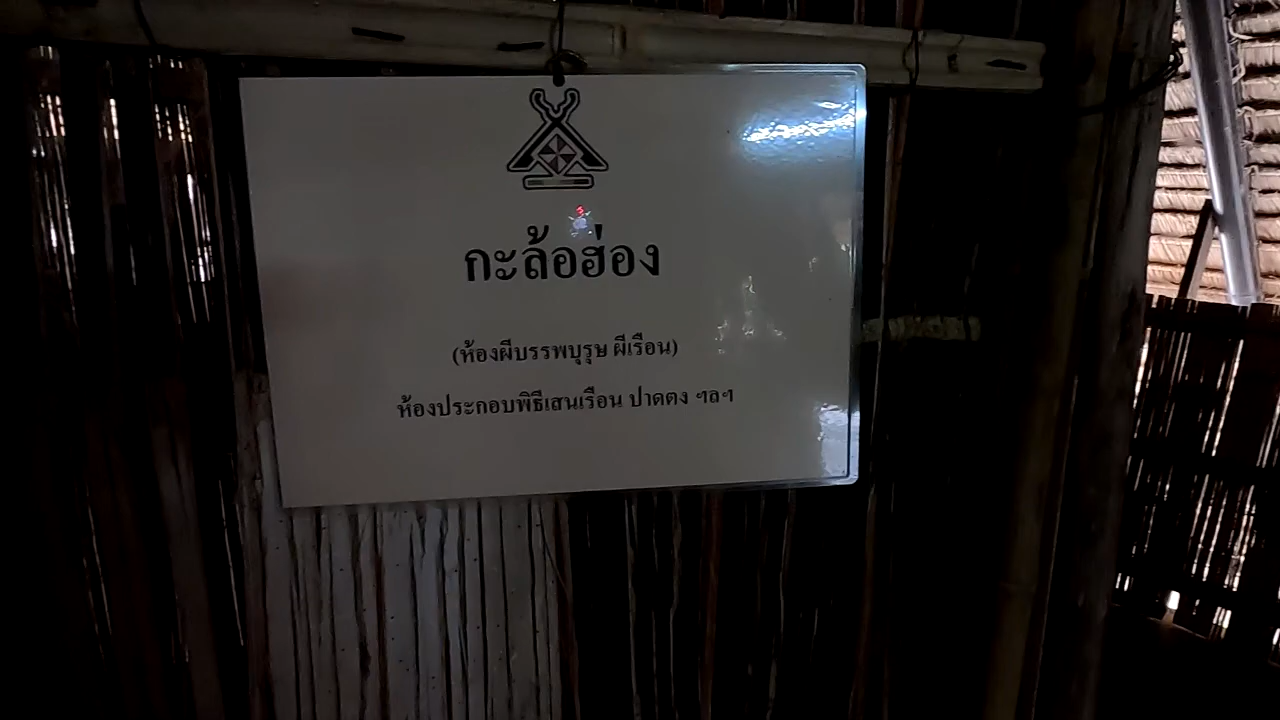 กะล้อฮ่อง
(ห้องผีบรรพบุรุษ ผีเรือน)
ห้องประกอบพิธีเสนเรือน ปาดตง ฯลฯ